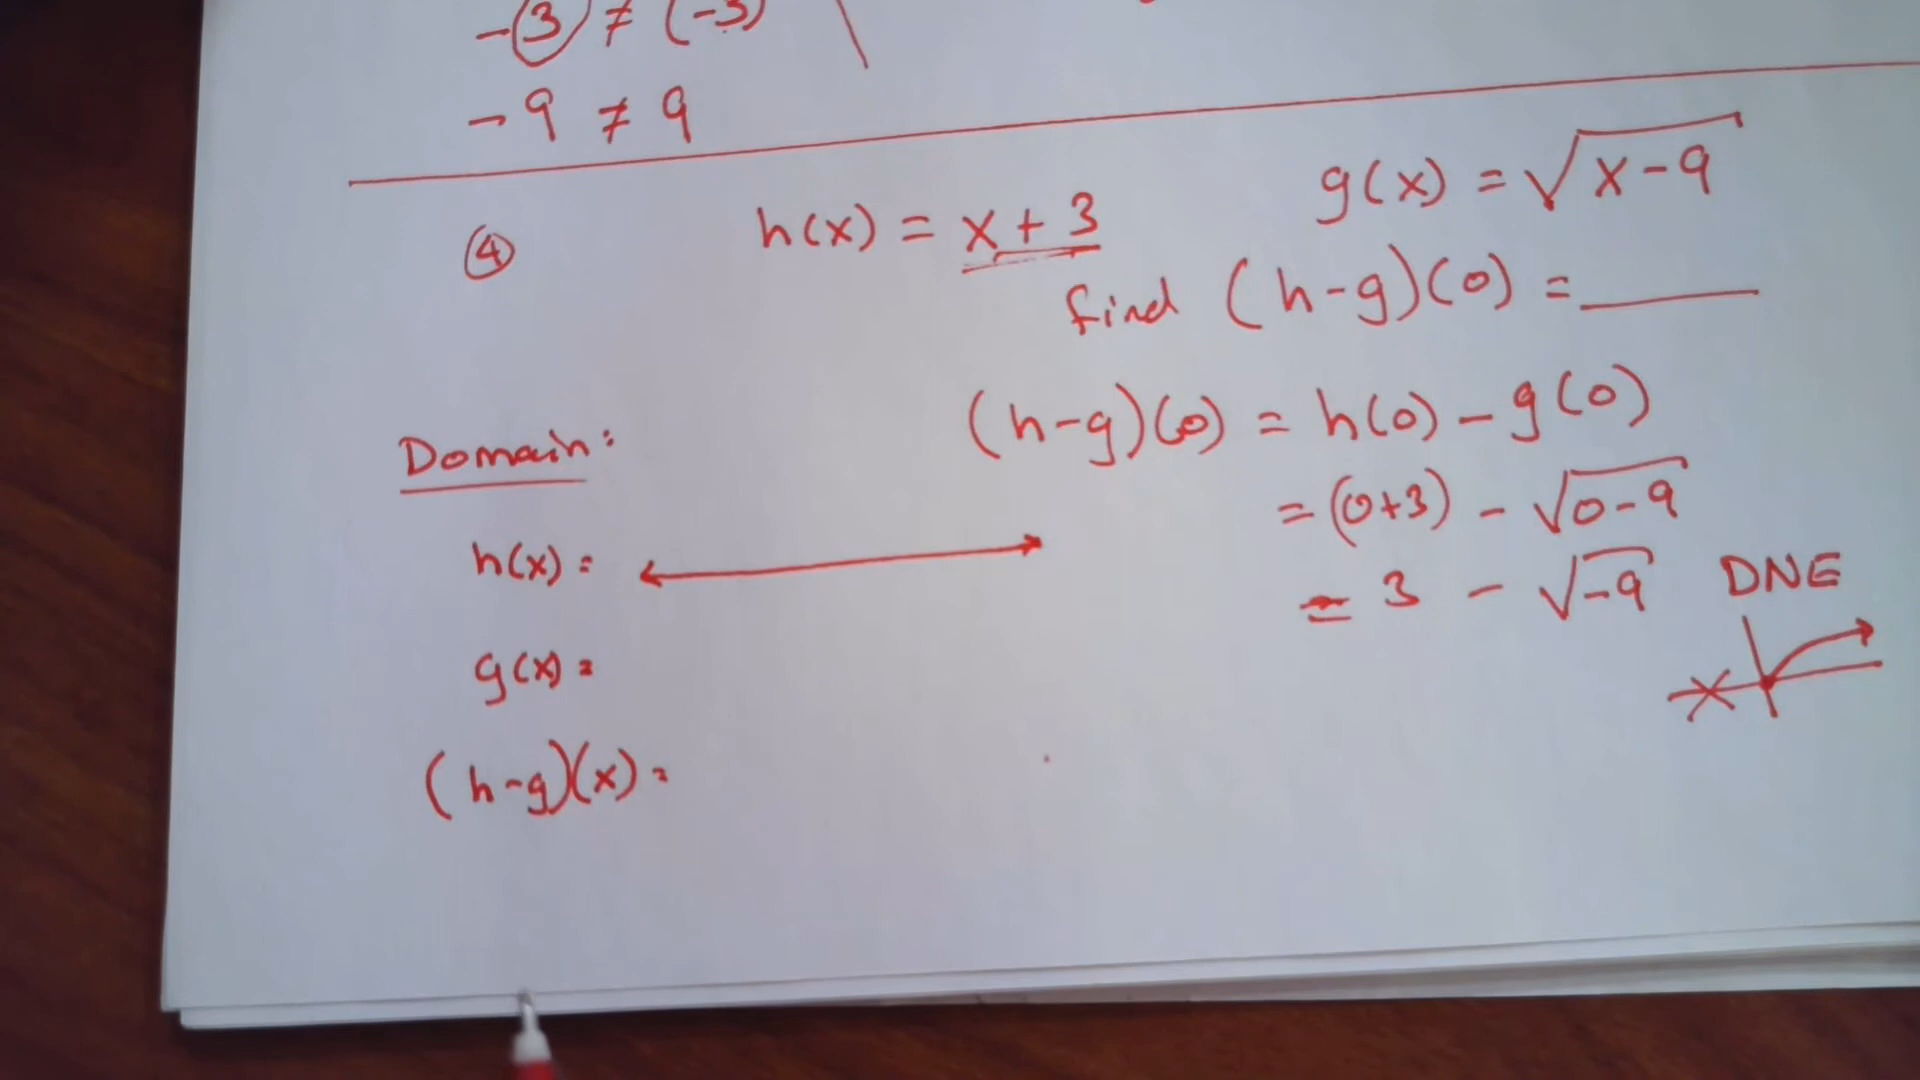 -3 ≠ (-3)
-9 ≠ 9
④ h(x) = x+3 g(x) = √x-9
find (h-g)(0) = ____
(h-g)(0) = h(0) - g(0)
Domain:
= (0+3) - √0-9
h(x) =
= 3 - √-9 DNE
g(x) =
(h-g)(x) =